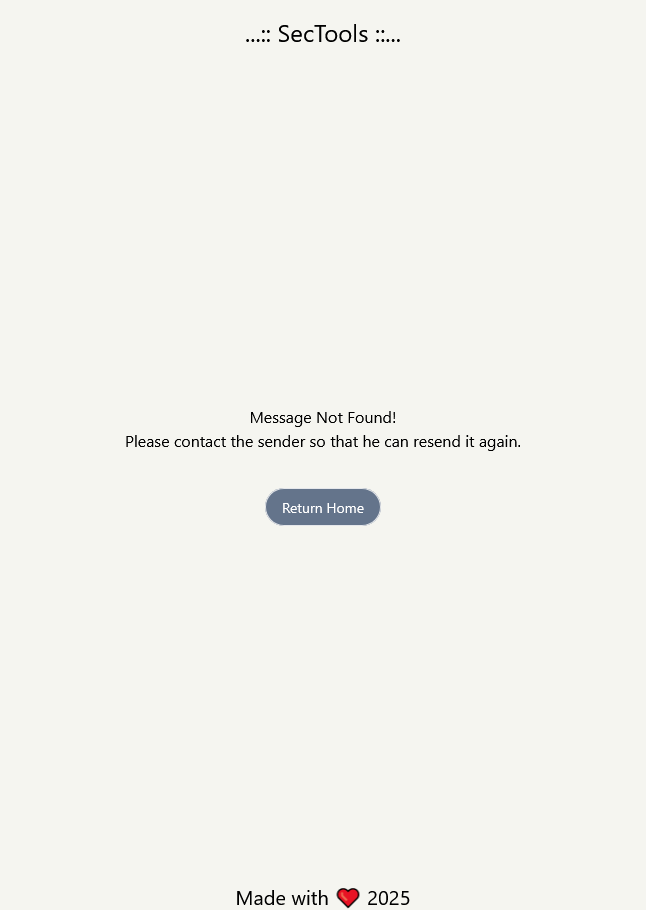 ...:: SecTools ::...
Message Not Found!
Please contact the sender so that he can resend it again.
Return Home
Made with ❤️ 2025